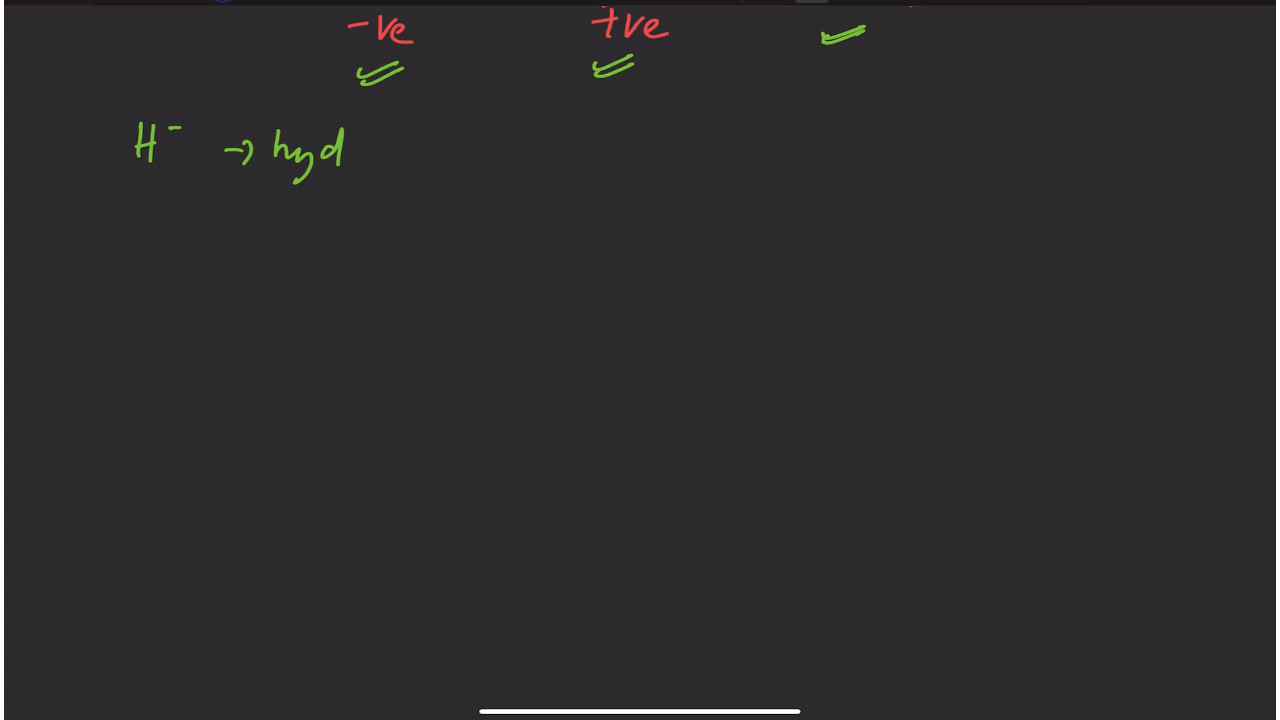 -ve +ve
H⁻ → hyd